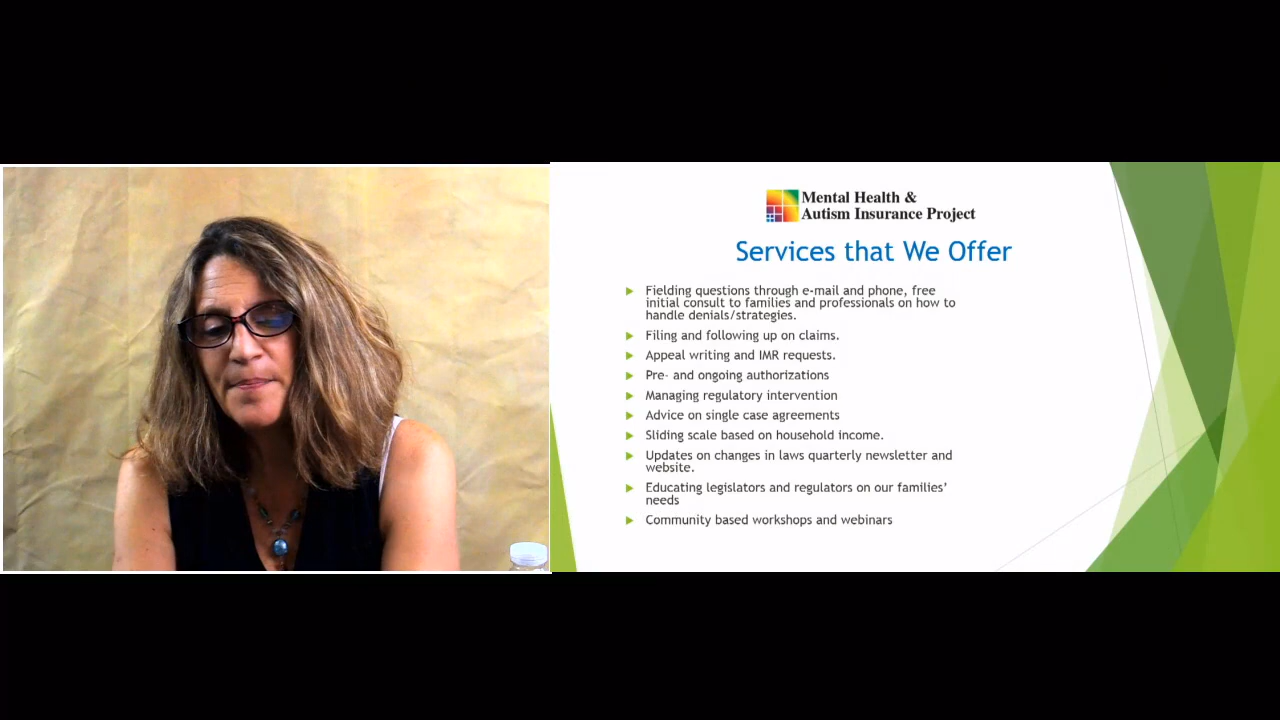 Mental Health &
Autism Insurance Project
Services that We Offer
Fielding questions through e-mail and phone, free
initial consult to families and professionals on how to
handle denials/strategies.
Filing and following up on claims.
Appeal writing and IMR requests.
Pre- and ongoing authorizations
Managing regulatory intervention
Advice on single case agreements
Sliding scale based on household income.
Updates on changes in laws quarterly newsletter and
website.
Educating legislators and regulators on our families’
needs
Community based workshops and webinars